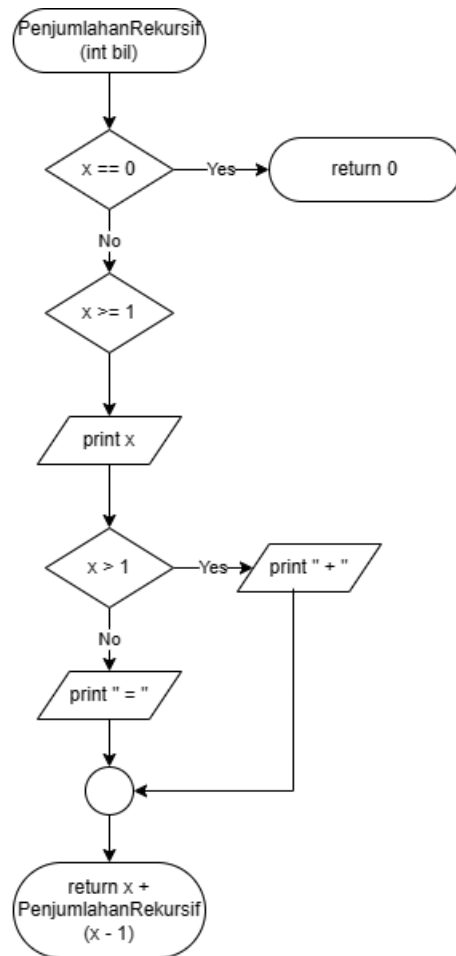 PenjumlahanRekursif
(int bil)
x == 0
Yes
return 0
No
x >= 1
print x
x > 1
Yes
print " + "
No
print " = "
return x +
PenjumlahanRekursif
(x - 1)